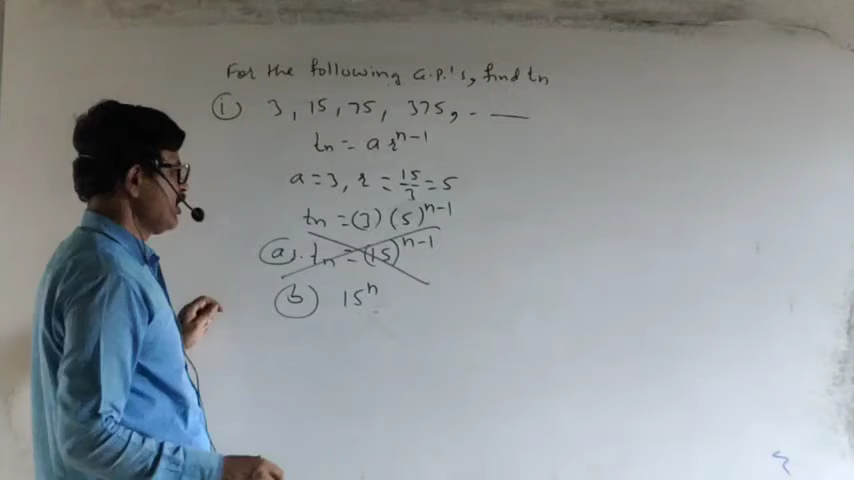 For the following G.P.'s, find tn
① 3, 15, 75, 375, - —
tn = a r^n-1
a = 3, r = 15/3 = 5
tn = (3) (5)^n-1
ⓐ. tn = (15)^n-1
ⓑ 15^n